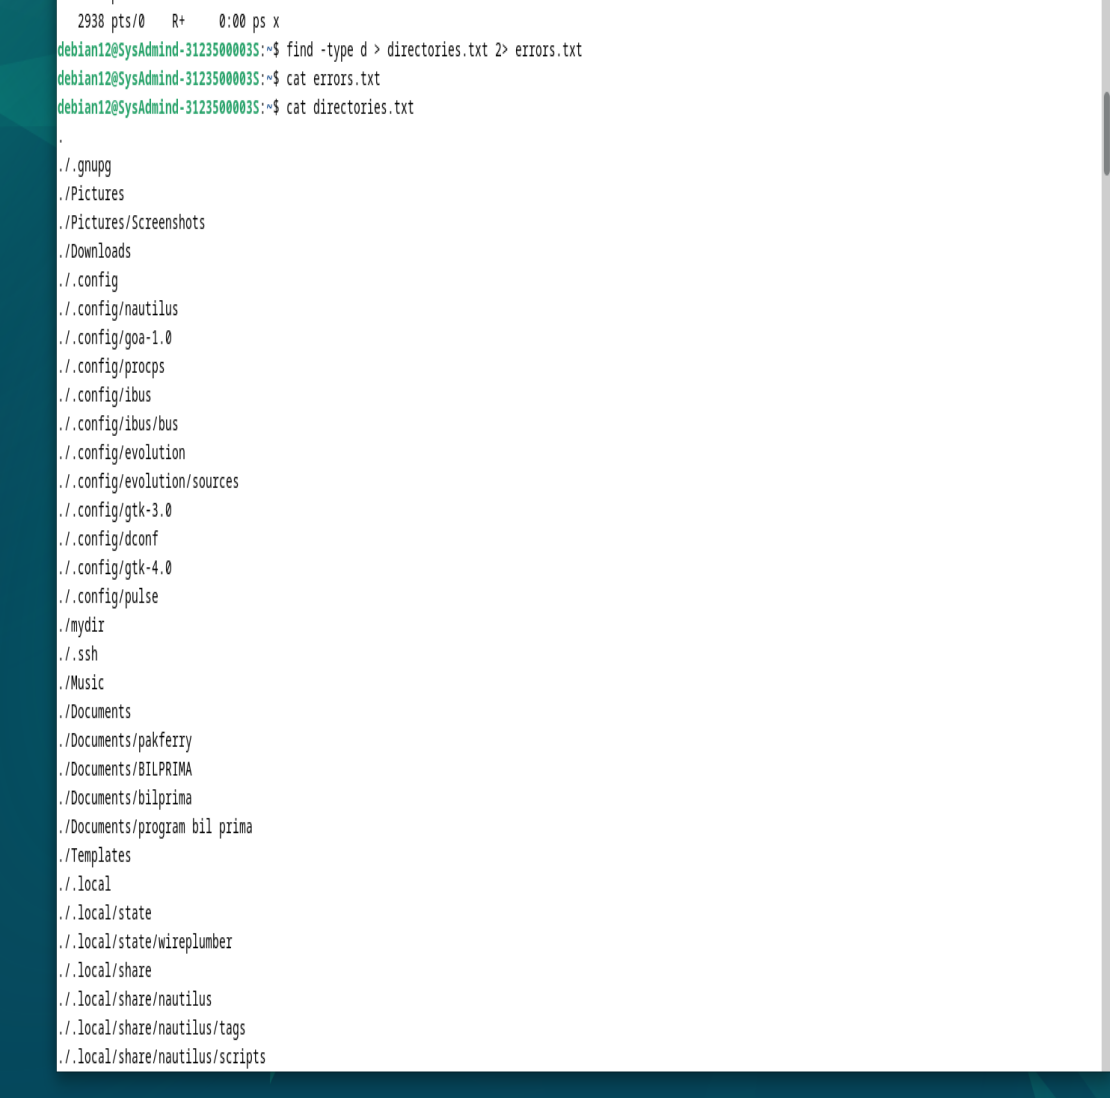 2938 pts/0    R+     0:00 ps x
debian12@SysAdmind-3123500003S:~$ find -type d > directories.txt 2> errors.txt
debian12@SysAdmind-3123500003S:~$ cat errors.txt
debian12@SysAdmind-3123500003S:~$ cat directories.txt
.
./.gnupg
./Pictures
./Pictures/Screenshots
./Downloads
./.config
./.config/nautilus
./.config/goa-1.0
./.config/procps
./.config/ibus
./.config/ibus/bus
./.config/evolution
./.config/evolution/sources
./.config/gtk-3.0
./.config/dconf
./.config/gtk-4.0
./.config/pulse
./mydir
./.ssh
./Music
./Documents
./Documents/pakferry
./Documents/BILPRIMA
./Documents/bilprima
./Documents/program bil prima
./Templates
./.local
./.local/state
./.local/state/wireplumber
./.local/share
./.local/share/nautilus
./.local/share/nautilus/tags
./.local/share/nautilus/scripts